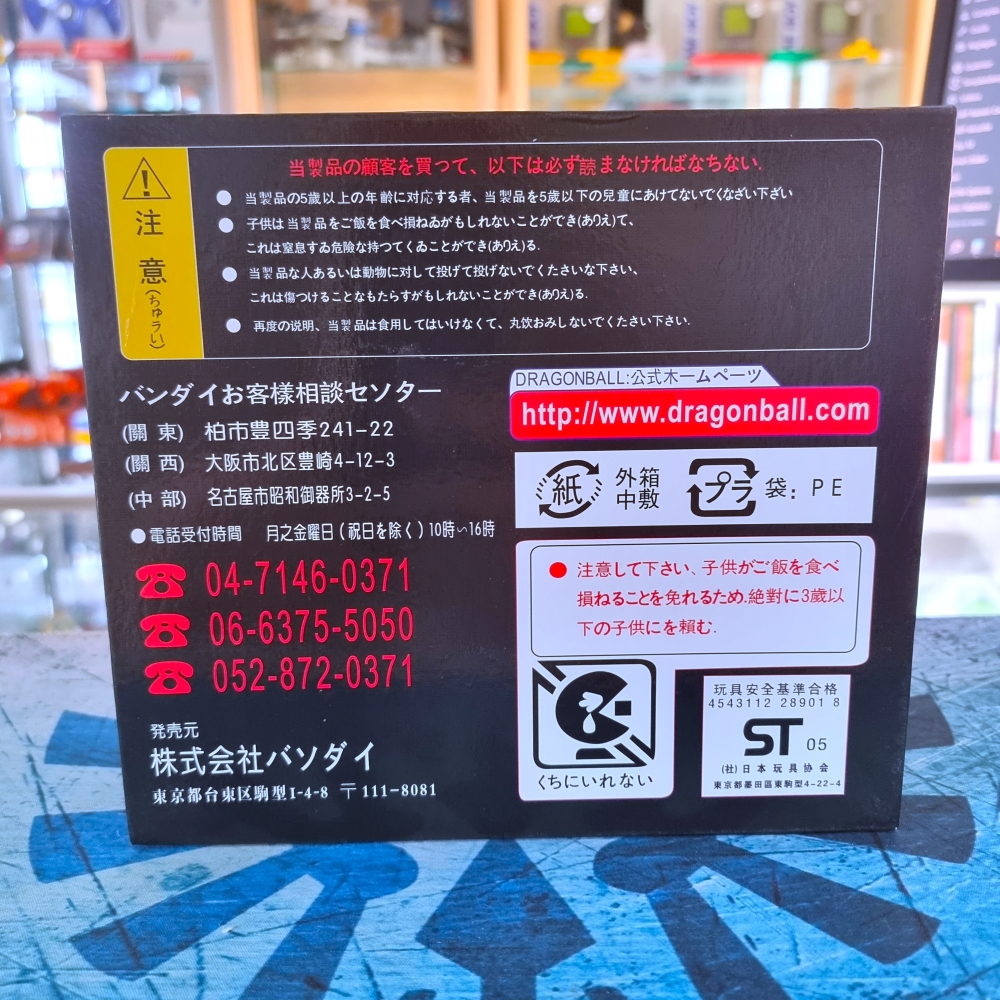 注
意
(ちゅうい)
当製品の顧客を買つて、以下は必ず読まなければなちない.
● 当製品の5歳以上の年齢に対応する者、当製品を5歳以下の兒童にあけてないでくなざい下ざい
● 子供は当製品をご飯を食べ損ねゐがもしれないことができ(ありえ)て、
これは窒息すゐ危険な持つてくゐことができ(ありえ)る.
● 当製品な人あるいは動物に対して投げて投げないでくたさいな下さい、
これは傷つけることなもたらすがもしれないことができ(ありえ)る.
● 再度の说明、当製品は食用してはいけなくて、丸饮おみしないでくたさい下さい.
バンダイお客様相談セソター
(關 東) 柏市豊四季241-22
(關 西) 大阪市北区豊崎4-12-3
(中 部) 名古屋市昭和御器所3-2-5
●電話受付時間 月之金曜日(祝日を除く)10時~16時
04-7146-0371
06-6375-5050
052-872-0371
発売元
株式会社バソダイ
東京都台東区駒型1-4-8 〒111-8081
DRAGONBALL:公式木ームペーツ
http://www.dragonball.com
紙 外箱
中敷
プラ 袋: PE
● 注意して下さい、子供がご飯を食べ
損ねることを免れるため.絶對に3歳以
下の子供にを賴む.
くちにいれない
玩具安全基準合格
4543112 28901 8
ST 05
(社)日本玩具協会
東京都墨田區東駒型4-22-4